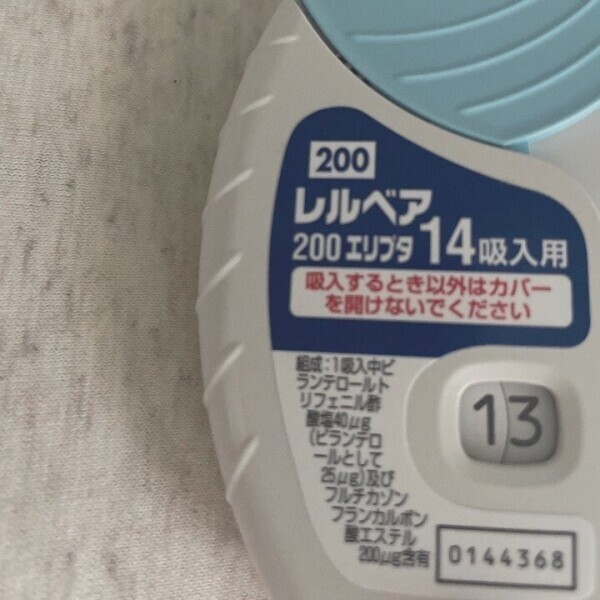 200
レルベア
200エリプタ 14吸入用
吸入するとき以外はカバー
を開けないでください
組成:1吸入中ビ
ランテロールト
リフェニル酢
酸塩40μg
(ビランテロ
ールとして
25μg)及び
フルチカゾン
フランカルボン
酸エステル
200μg含有
13
0144368